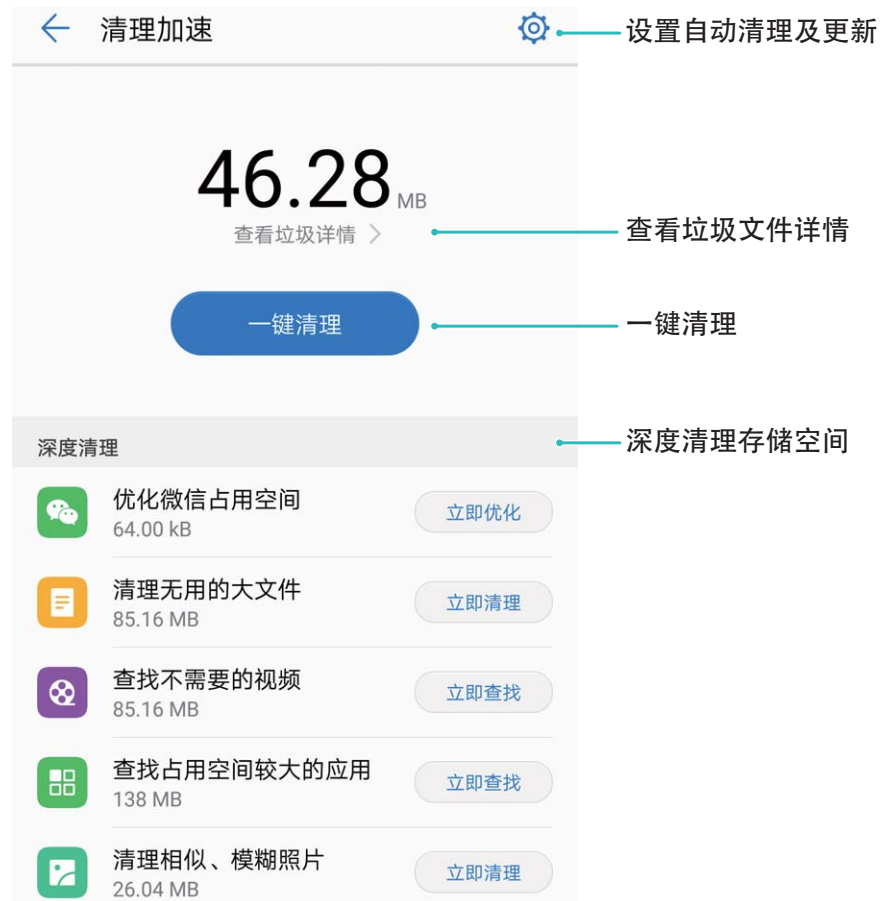 清理加速
设置自动清理及更新
46.28 MB
查看垃圾详情
查看垃圾文件详情
一键清理
一键清理
深度清理
深度清理存储空间
优化微信占用空间
64.00 kB
立即优化
清理无用的大文件
85.16 MB
立即清理
查找不需要的视频
85.16 MB
立即查找
查找占用空间较大的应用
138 MB
立即查找
清理相似、模糊照片
26.04 MB
立即清理